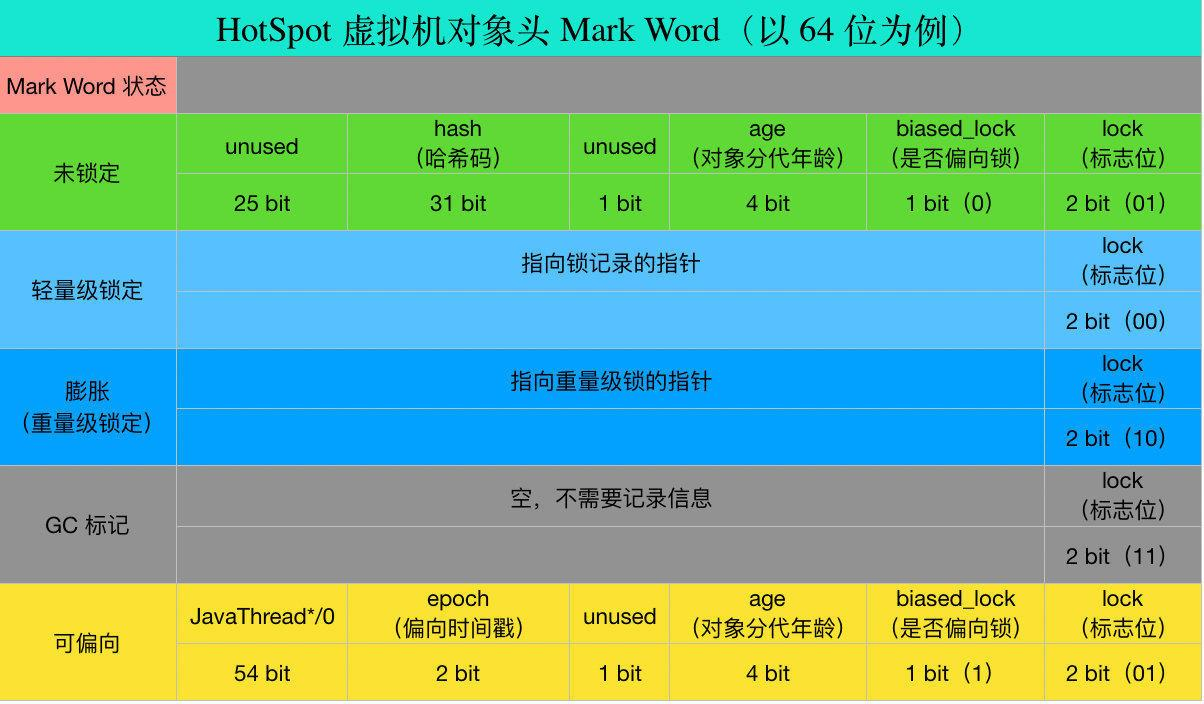 HotSpot 虚拟机对象头 Mark Word（以 64 位为例）
Mark Word 状态
未锁定
unused
hash
（哈希码）
unused
age
（对象分代年龄）
biased_lock
（是否偏向锁）
lock
（标志位）
25 bit
31 bit
1 bit
4 bit
1 bit（0）
2 bit（01）
轻量级锁定
指向锁记录的指针
lock
（标志位）
2 bit（00）
膨胀
（重量级锁定）
指向重量级锁的指针
lock
（标志位）
2 bit（10）
GC 标记
空，不需要记录信息
lock
（标志位）
2 bit（11）
可偏向
JavaThread*/0
epoch
（偏向时间戳）
unused
age
（对象分代年龄）
biased_lock
（是否偏向锁）
lock
（标志位）
54 bit
2 bit
1 bit
4 bit
1 bit（1）
2 bit（01）